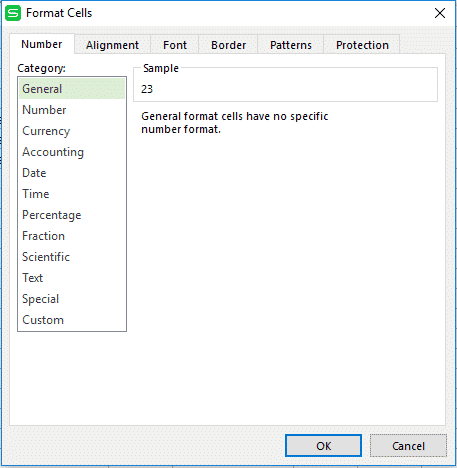 Format Cells
Number Alignment Font Border Patterns Protection
Category:
General
Number
Currency
Accounting
Date
Time
Percentage
Fraction
Scientific
Text
Special
Custom
Sample
23
General format cells have no specific
number format.
OK Cancel